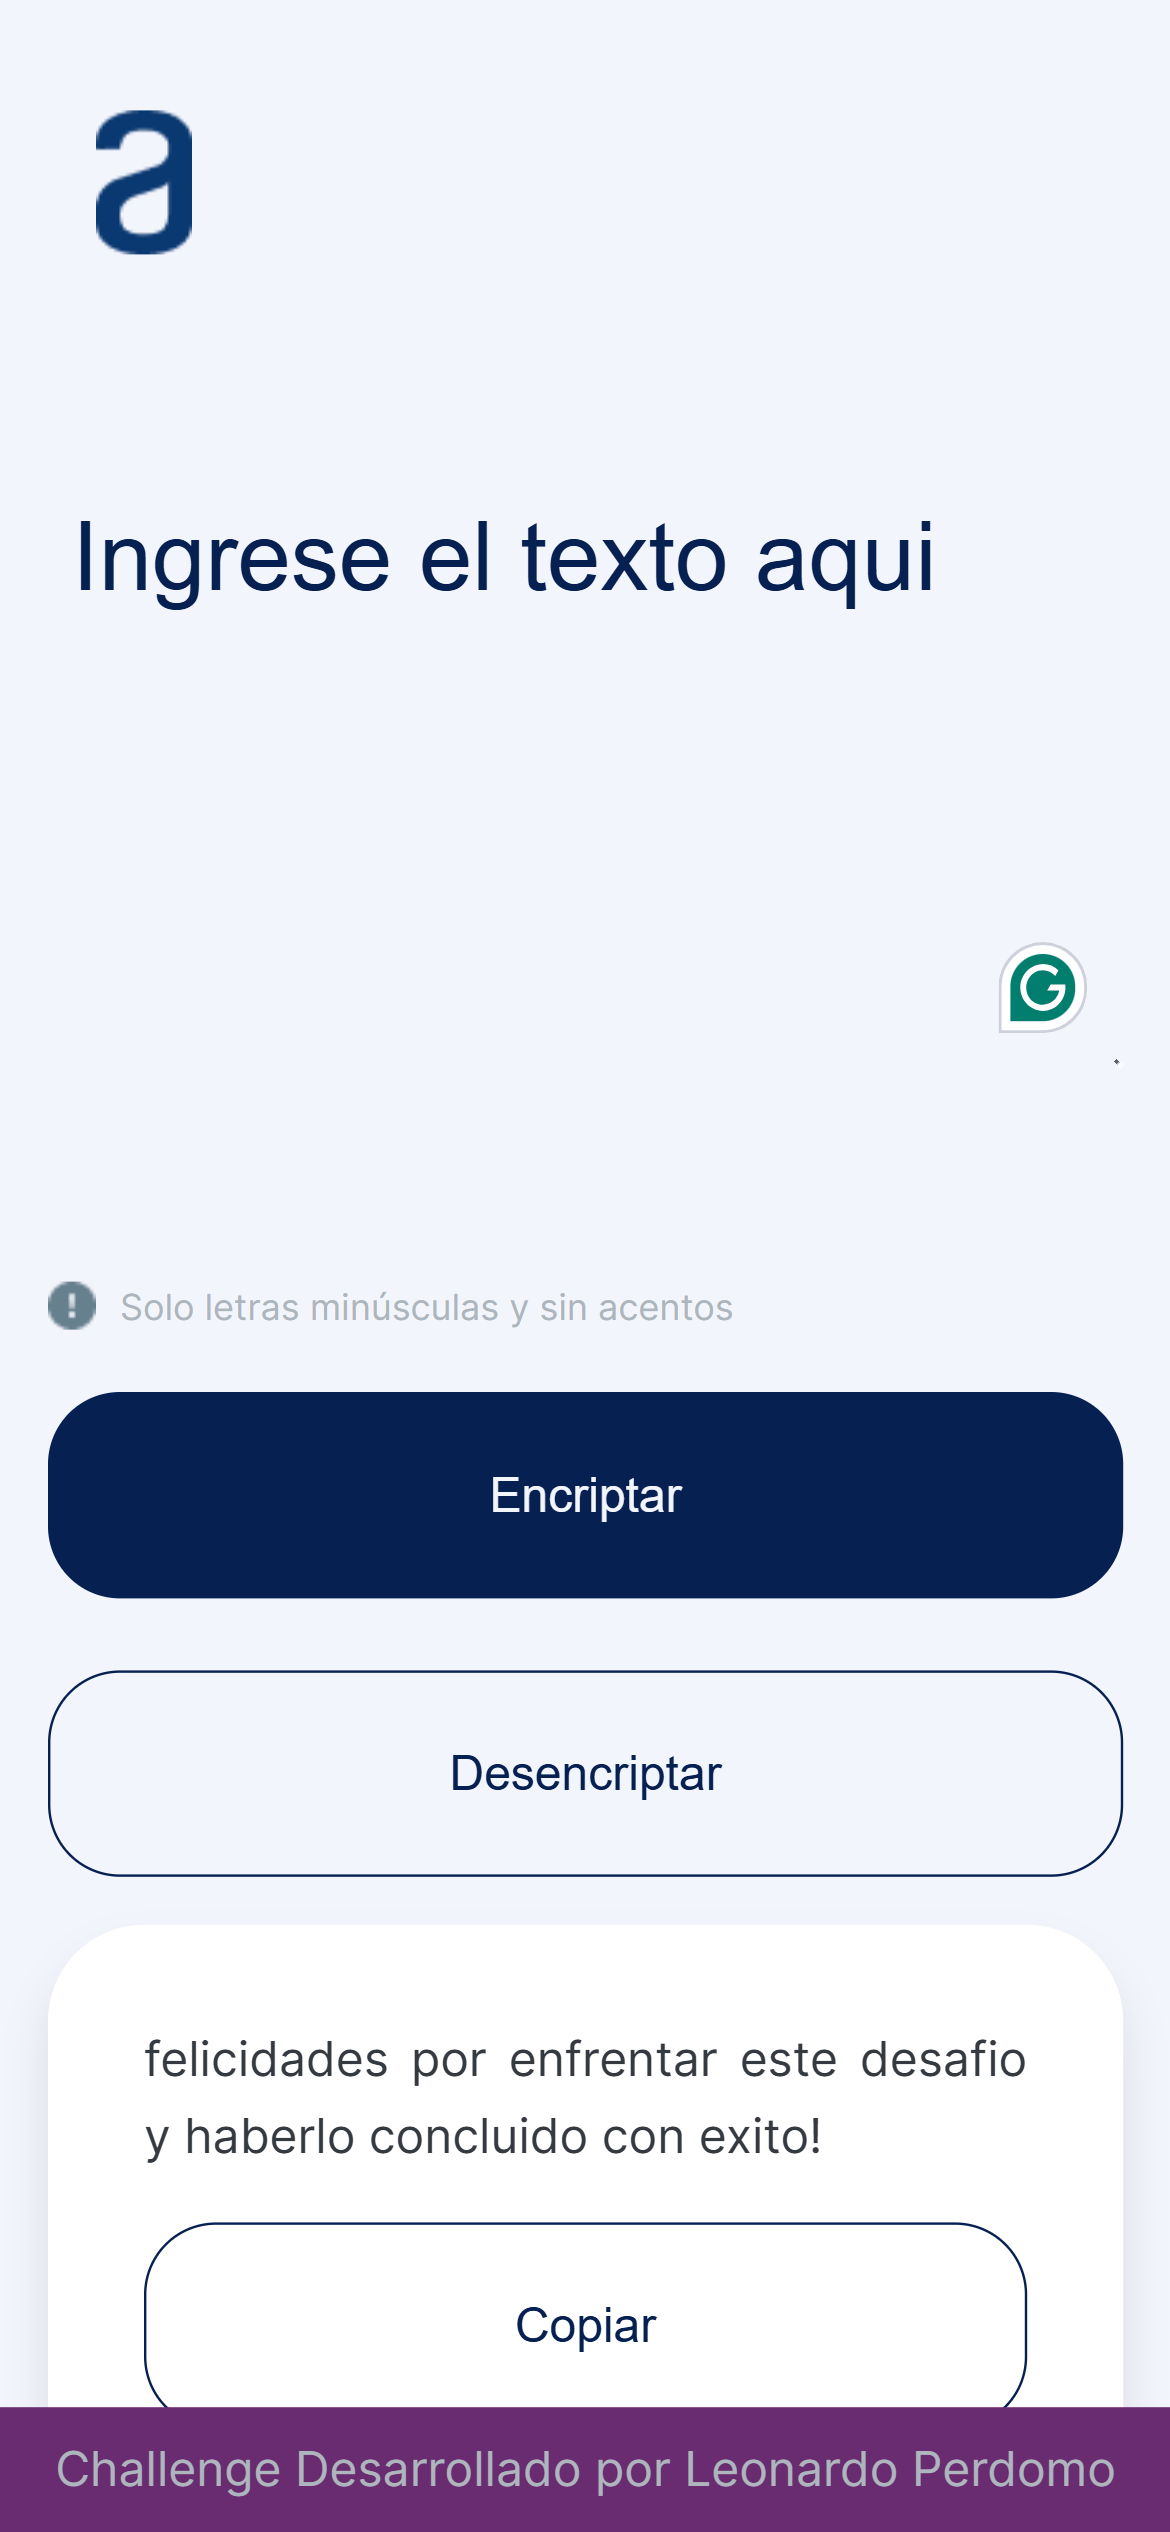 a
Ingrese el texto aqui
G
! Solo letras minúsculas y sin acentos
Encriptar
Desencriptar
felicidades por enfrentar este desafio
y haberlo concluido con exito!
Copiar
Challenge Desarrollado por Leonardo Perdomo